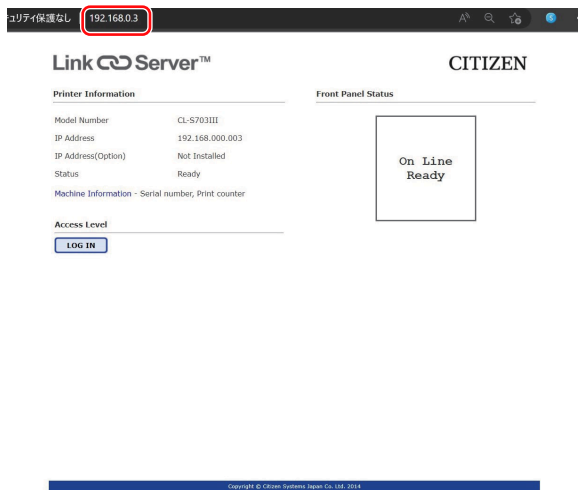 キュリティ保護なし 192.168.0.3
Link Server™
CITIZEN
Printer Information
Model Number CL-S703III
IP Address 192.168.000.003
IP Address(Option) Not Installed
Status Ready
Machine Information - Serial number, Print counter
Access Level
LOG IN
Front Panel Status
On Line
Ready
Copyright © Citizen Systems Japan Co. Ltd. 2014